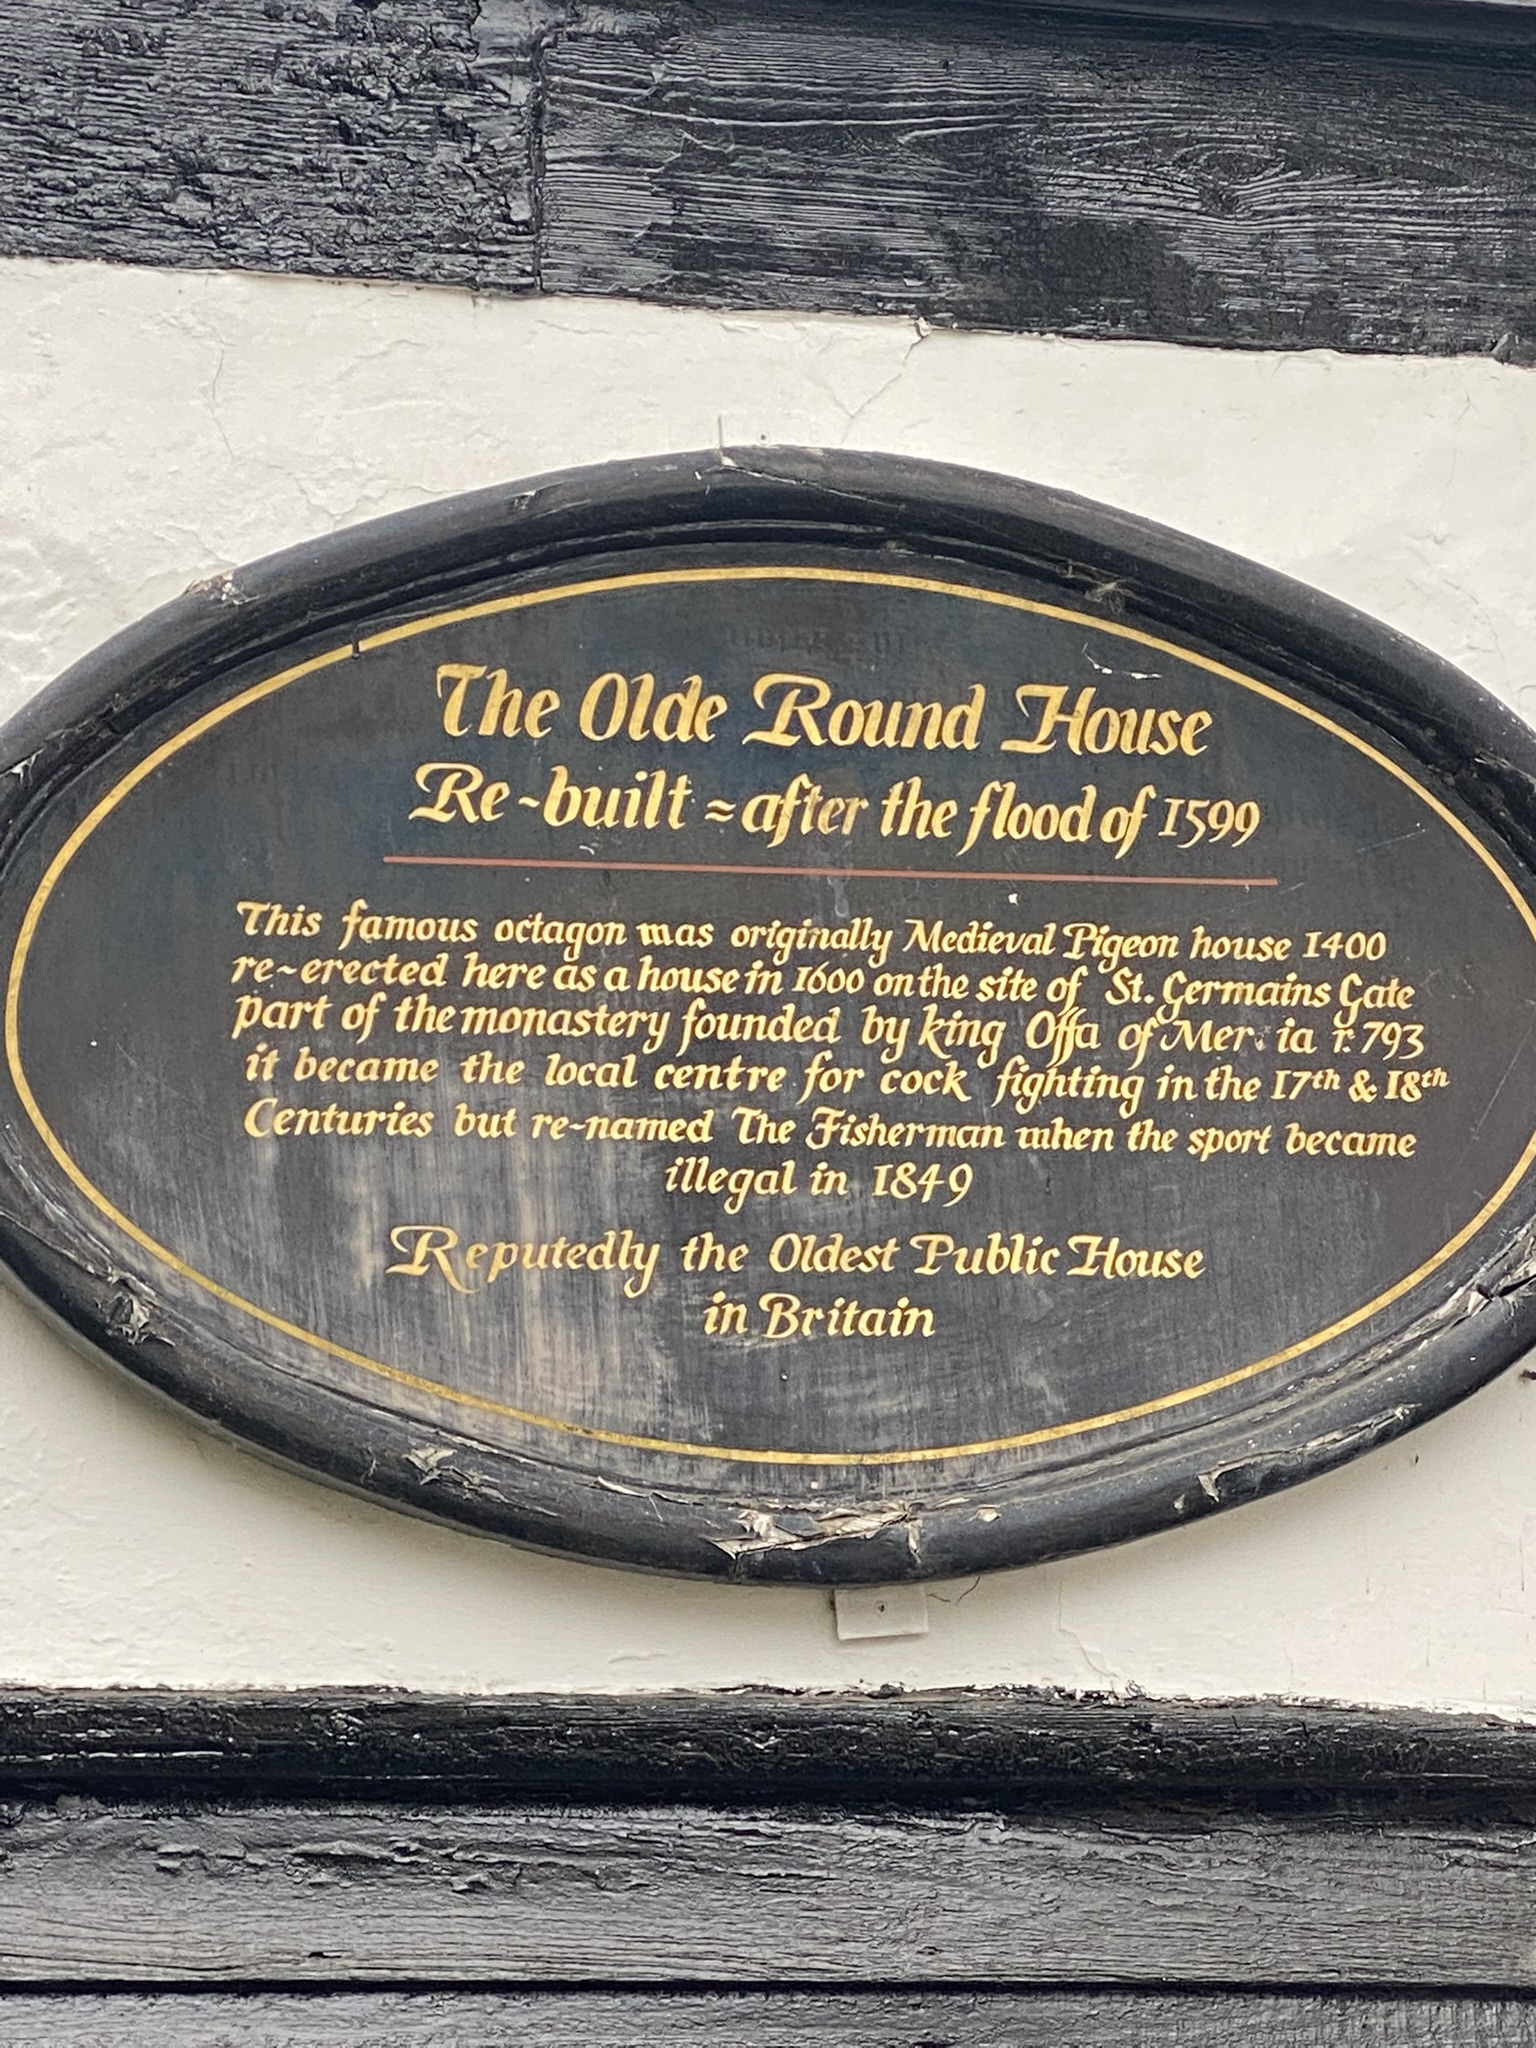 The Olde Round House
Re-built = after the flood of 1599
This famous octagon was originally Medieval Pigeon house 1400
re-erected here as a house in 1600 on the site of St. Germains Gate
part of the monastery founded by king Offa of Mer ia r. 793
it became the local centre for cock fighting in the 17th & 18th
Centuries but re-named The Fisherman when the sport became
illegal in 1849
Reputedly the Oldest Public House
in Britain